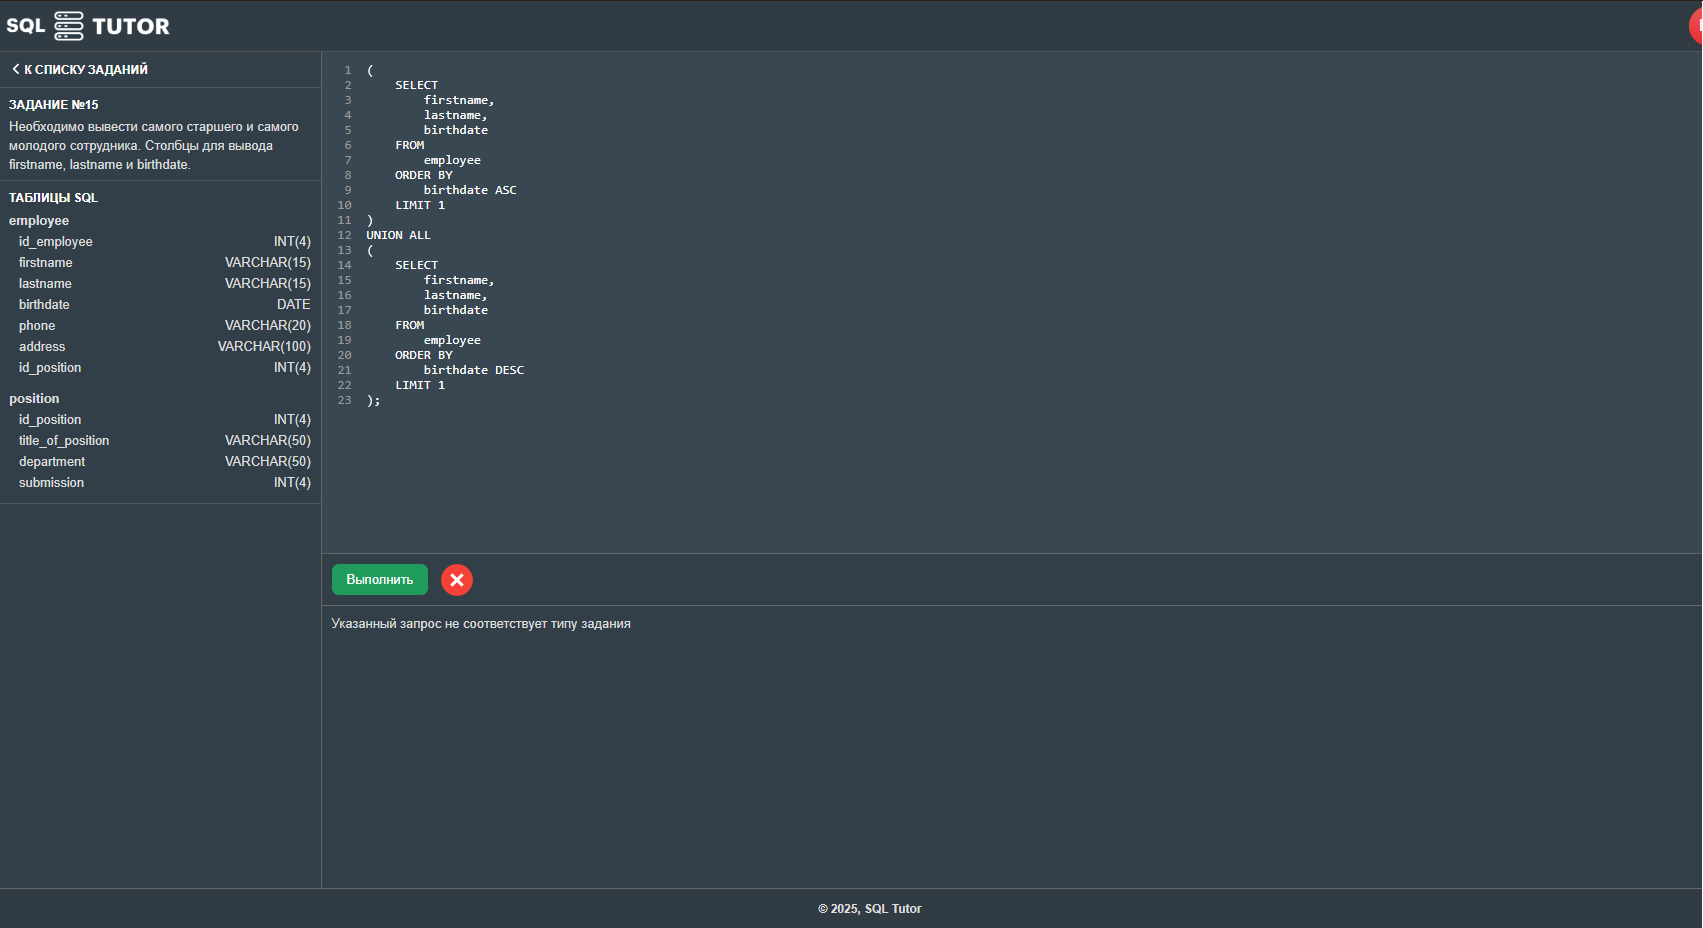 SQL TUTOR
К СПИСКУ ЗАДАНИЙ
ЗАДАНИЕ №15
Необходимо вывести самого старшего и самого
молодого сотрудника. Столбцы для вывода
firstname, lastname и birthdate.
ТАБЛИЦЫ SQL
employee
id_employee INT(4)
firstname VARCHAR(15)
lastname VARCHAR(15)
birthdate DATE
phone VARCHAR(20)
address VARCHAR(100)
id_position INT(4)
position
id_position INT(4)
title_of_position VARCHAR(50)
department VARCHAR(50)
submission INT(4)
1 (
2 SELECT
3 firstname,
4 lastname,
5 birthdate
6 FROM
7 employee
8 ORDER BY
9 birthdate ASC
10 LIMIT 1
11 )
12 UNION ALL
13 (
14 SELECT
15 firstname,
16 lastname,
17 birthdate
18 FROM
19 employee
20 ORDER BY
21 birthdate DESC
22 LIMIT 1
23 );
Выполнить
Указанный запрос не соответствует типу задания
© 2025, SQL Tutor